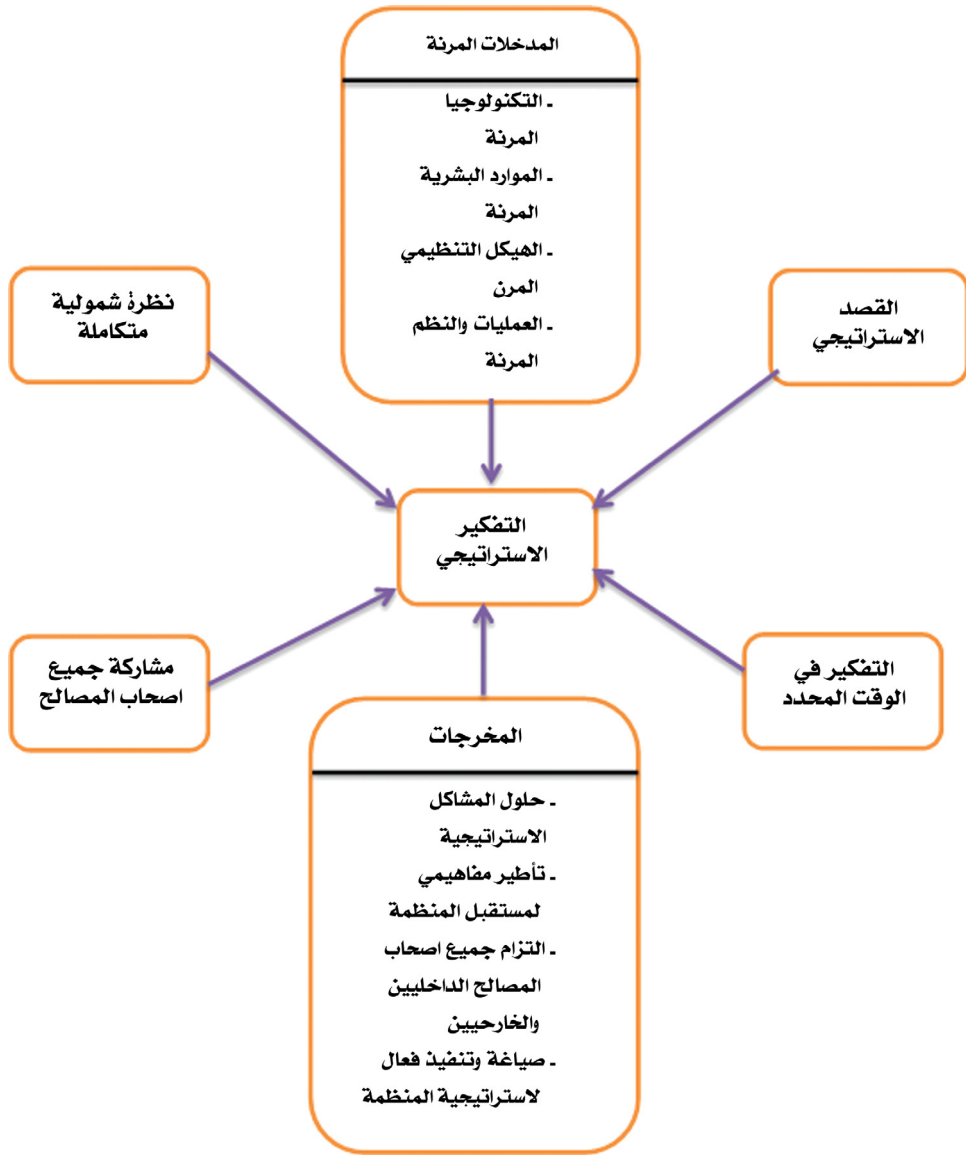 المدخلات المرنة
ـ التكنولوجيا
المرنة
ـ الموارد البشرية
المرنة
ـ الهيكل التنظيمي
المرن
ـ العمليات والنظم
المرنة
القصد
الاستراتيجي
نظرة شمولية
متكاملة
التفكير
الاستراتيجي
التفكير في
الوقت المحدد
مشاركة جميع
اصحاب المصالح
المخرجات
ـ حلول المشاكل
الاستراتيجية
ـ تأطير مفاهيمي
لمستقبل المنظمة
ـ التزام جميع اصحاب
المصالح الداخليين
والخارحيين
ـ صياغة وتنفيذ فعال
لاستراتيجية المنظمة